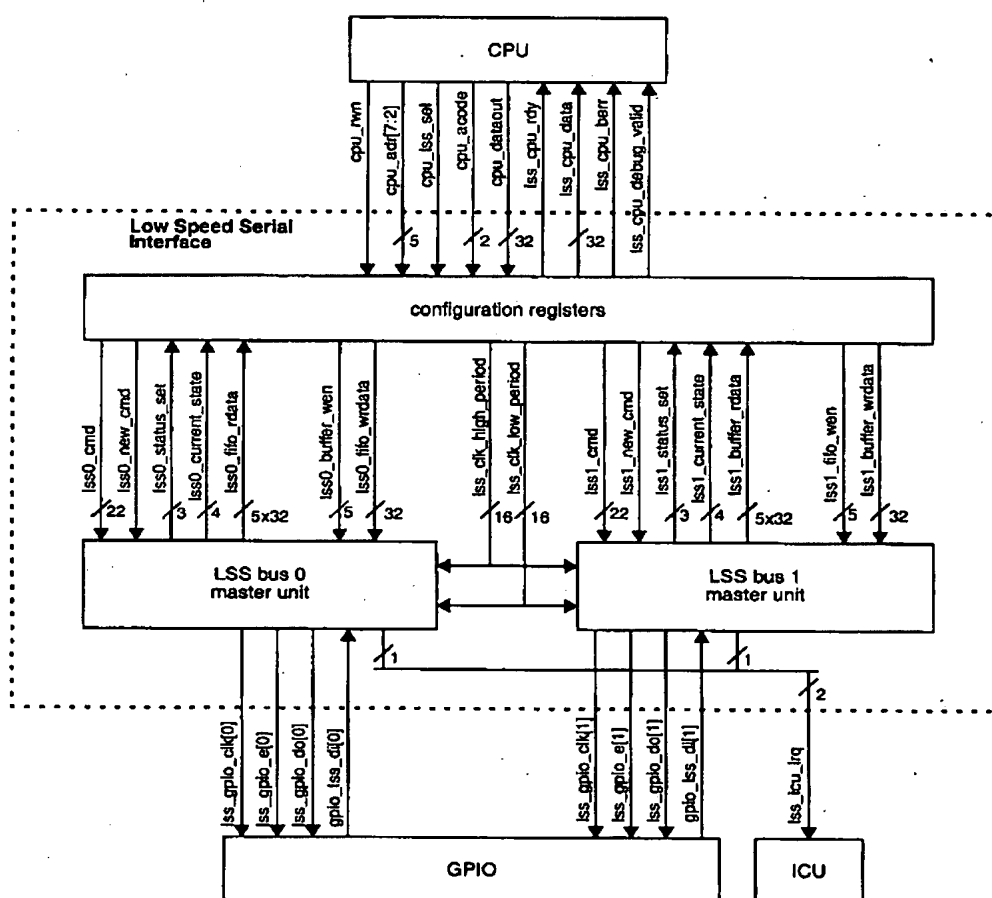 CPU
cpu_rwn
cpu_adr[7:2]
cpu_lss_sel
cpu_acode
cpu_dataout
lss_cpu_rdy
lss_cpu_data
lss_cpu_berr
lss_cpu_debug_valid
Low Speed Serial
Interface
5
2
32
32
configuration registers
lss0_cmd
lss0_new_cmd
lss0_status_set
lss0_current_state
lss0_fifo_rdata
lss0_buffer_wen
lss0_fifo_wrdata
lss_clk_high_period
lss_clk_low_period
lss1_cmd
lss1_new_cmd
lss1_status_set
lss1_current_state
lss1_buffer_rdata
lss1_fifo_wen
lss1_buffer_wrdata
22
3
4
5x32
5
32
16
16
22
3
4
5x32
5
32
LSS bus 0
master unit
LSS bus 1
master unit
1
1
2
lss_gpio_clk[0]
lss_gpio_e[0]
lss_gpio_do[0]
gpio_lss_di[0]
lss_gpio_clk[1]
lss_gpio_e[1]
lss_gpio_do[1]
gpio_lss_di[1]
lss_icu_irq
GPIO
ICU